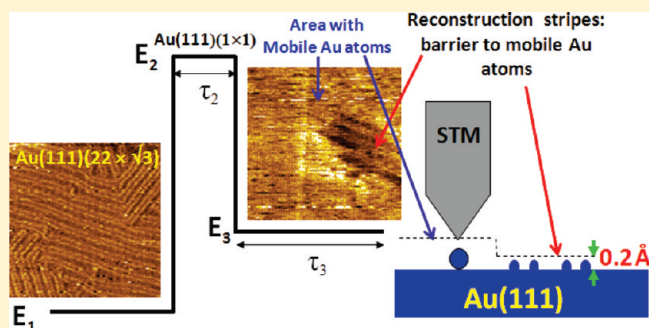 Au(111)(1×1)
E2
τ2
Area with
Mobile Au atoms
Reconstruction stripes:
barrier to mobile Au
atoms
Au(111)(22 × √3)
STM
E3
τ3
0.2 Å
Au(111)
E1